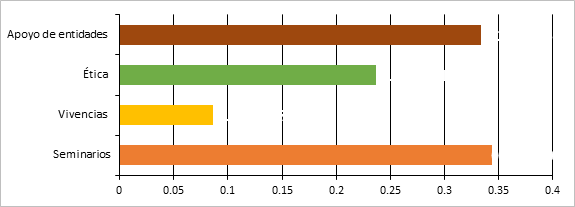 Apoyo de entidades
Ética
Vivencias
Seminarios
0 0.05 0.1 0.15 0.2 0.25 0.3 0.35 0.4